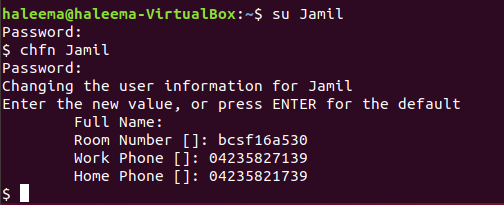 haleema@haleema-VirtualBox:~$ su Jamil
Password:
$ chfn Jamil
Password:
Changing the user information for Jamil
Enter the new value, or press ENTER for the default
        Full Name:
        Room Number []: bcsf16a530
        Work Phone []: 04235827139
        Home Phone []: 04235821739
$